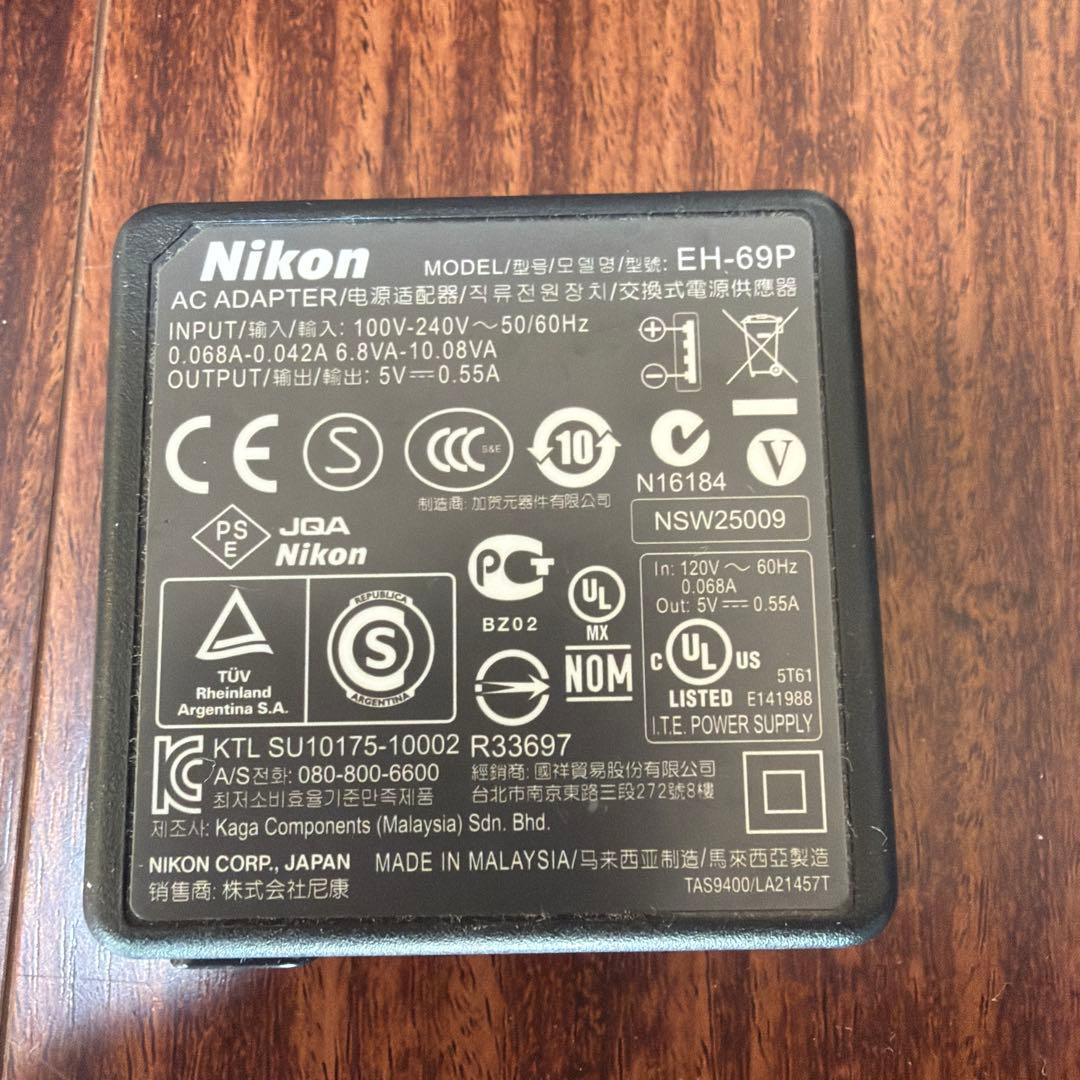 Nikon
MODEL/型号/모델명/型號: EH-69P
AC ADAPTER/电源适配器/직류전원장치/交換式電源供應器
INPUT/输入/輸入: 100V-240V～50/60Hz
0.068A-0.042A 6.8VA-10.08VA
OUTPUT/输出/輸出: 5V⎓0.55A
CE
S
CCC S&E
10
N16184
V
制造商: 加贺元器件有限公司
NSW25009
PS
E
JQA
Nikon
PCT
BZ02
UL
MX
NOM
In: 120V～ 60Hz
0.068A
Out: 5V⎓0.55A
C UL US
5T61
LISTED E141988
I.T.E. POWER SUPPLY
TÜV
Rheinland
Argentina S.A.
REPUBLICA
S
ARGENTINA
KC
KTL SU10175-10002
A/S전화: 080-800-6600
최저소비효율기준만족제품
R33697
經銷商: 國祥貿易股份有限公司
台北市南京東路三段272號8樓
제조사: Kaga Components (Malaysia) Sdn. Bhd.
NIKON CORP., JAPAN MADE IN MALAYSIA/马来西亚制造/馬來西亞製造
销售商: 株式会社尼康
TAS9400/LA21457T